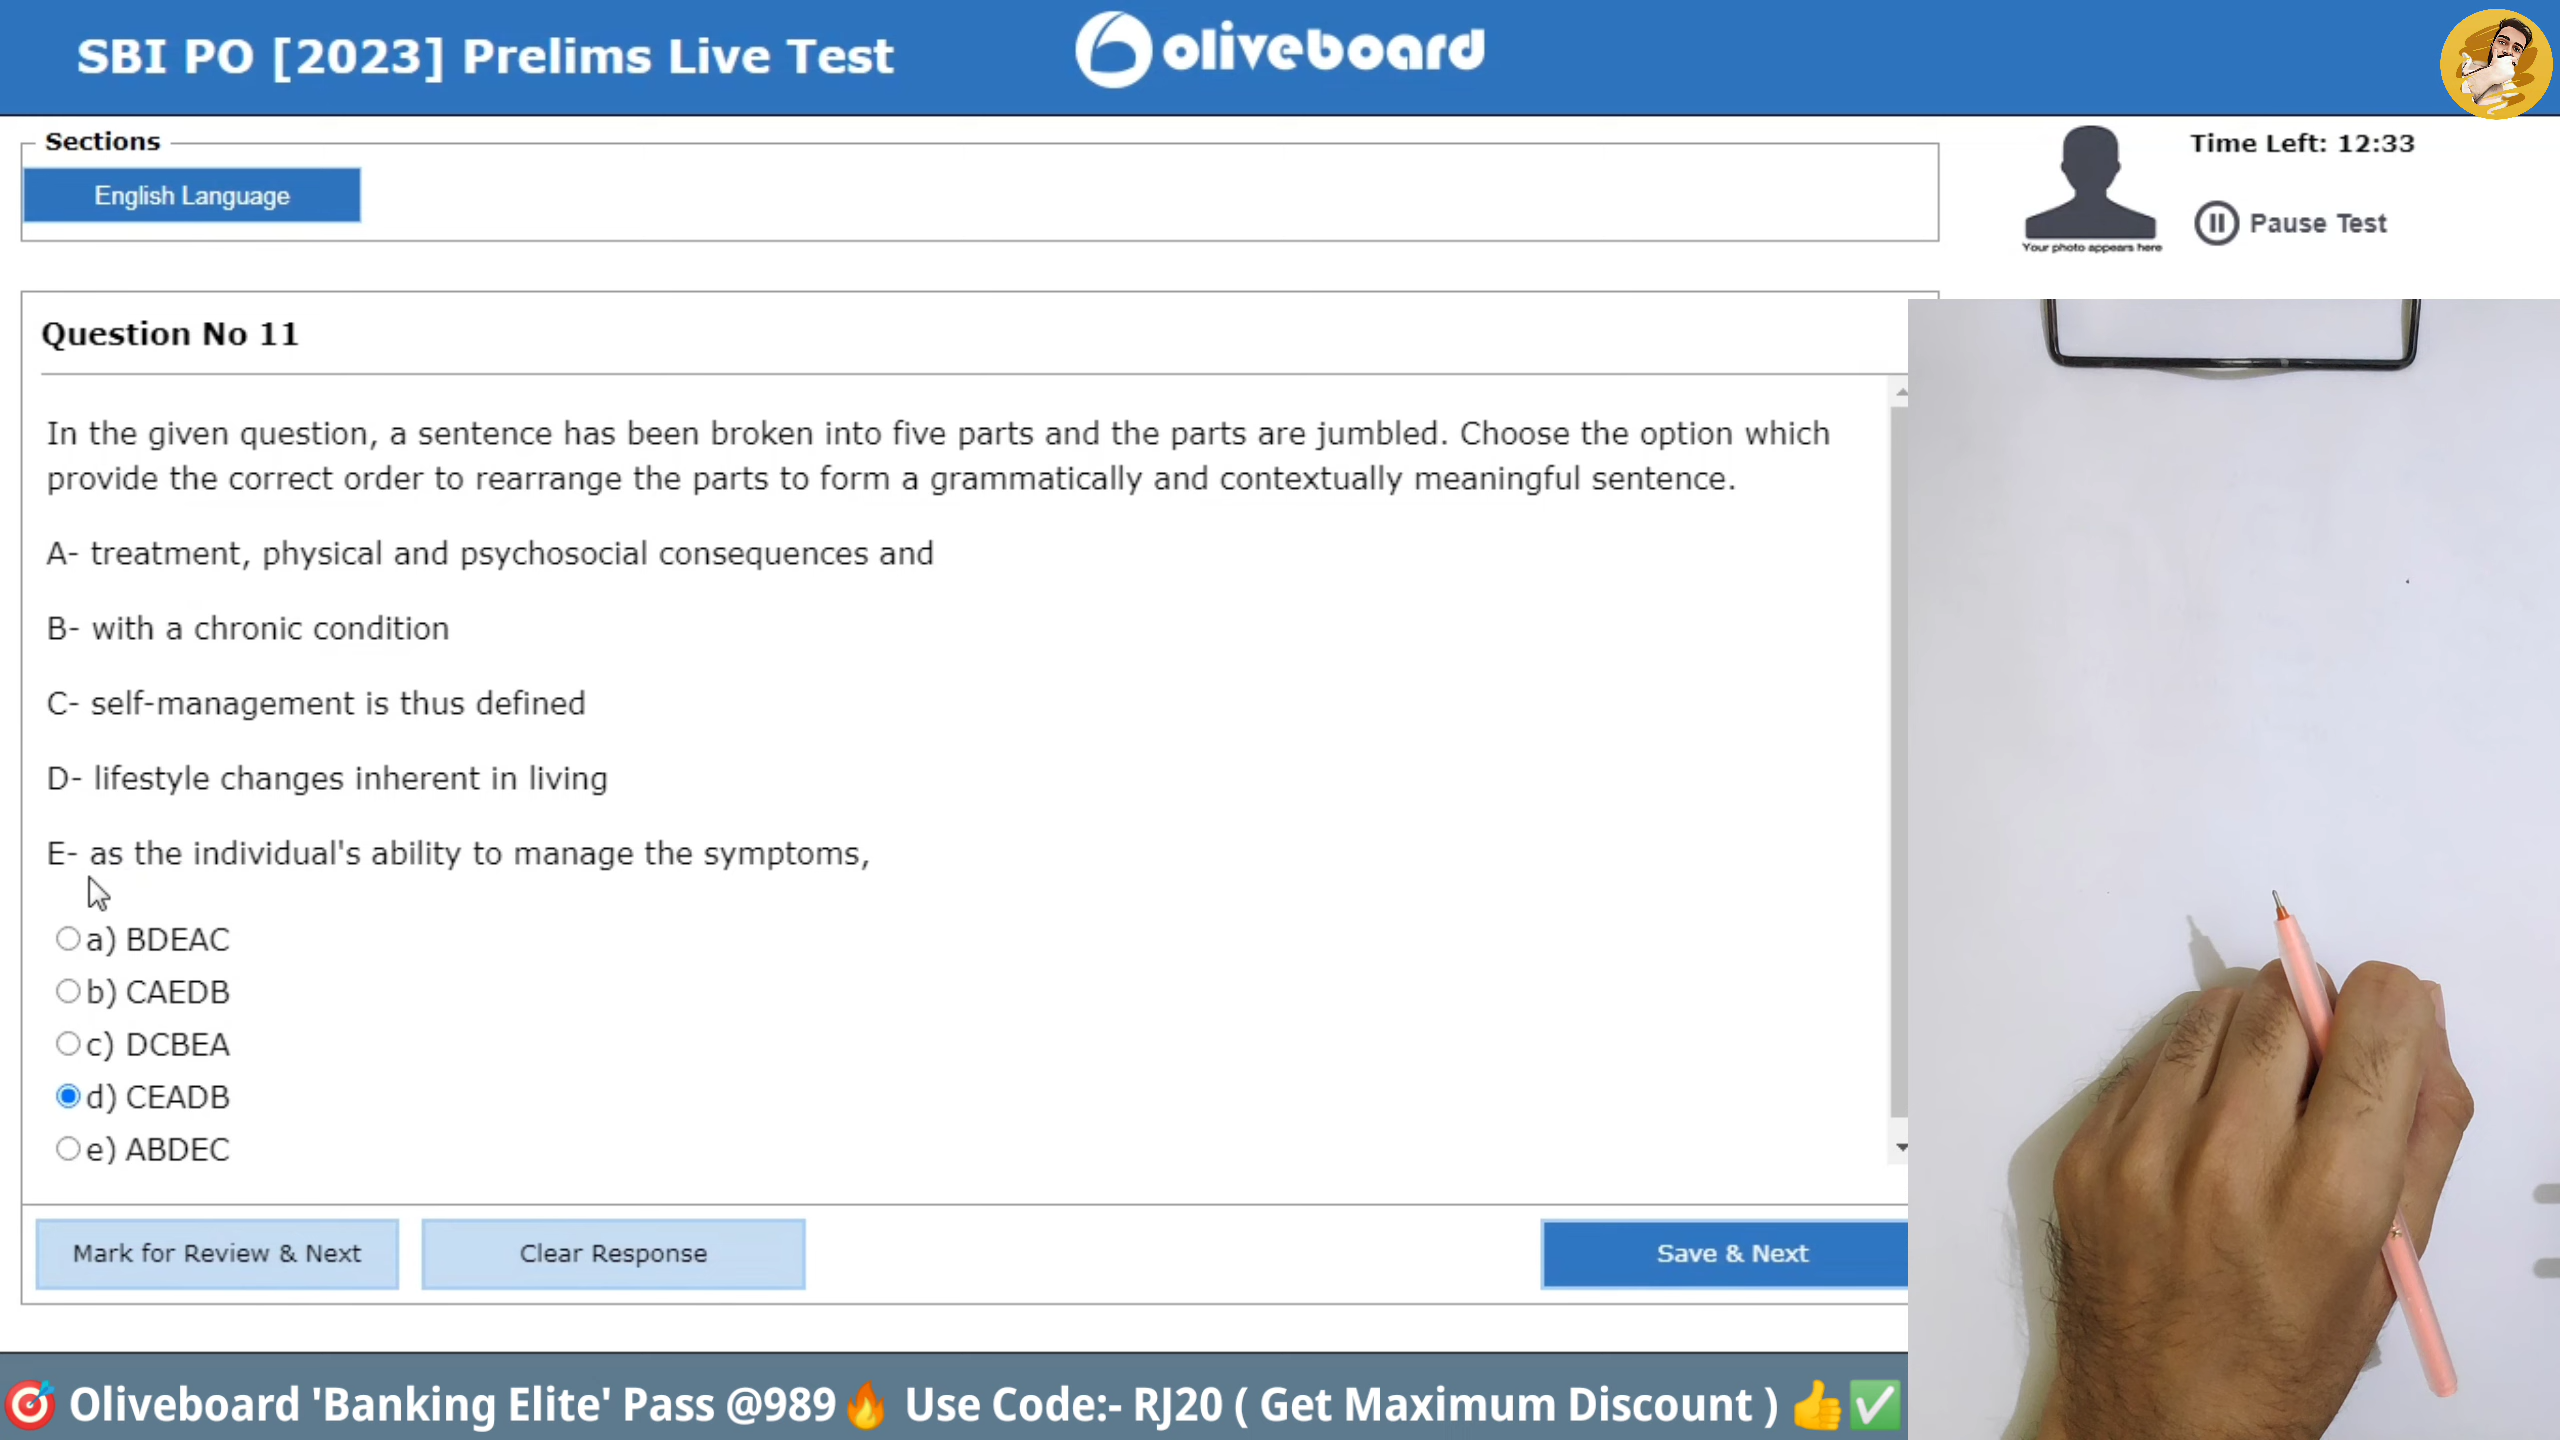 SBI PO [2023] Prelims Live Test
oliveboard
Sections
English Language
Time Left: 12:33
Pause Test
Your photo appears here
Question No 11
In the given question, a sentence has been broken into five parts and the parts are jumbled. Choose the option which
provide the correct order to rearrange the parts to form a grammatically and contextually meaningful sentence.
A- treatment, physical and psychosocial consequences and
B- with a chronic condition
C- self-management is thus defined
D- lifestyle changes inherent in living
E- as the individual's ability to manage the symptoms,
a) BDEAC
b) CAEDB
c) DCBEA
d) CEADB
e) ABDEC
Mark for Review & Next
Clear Response
Save & Next
🎯 Oliveboard 'Banking Elite' Pass @989🔥 Use Code:- RJ20 ( Get Maximum Discount ) 👍✅